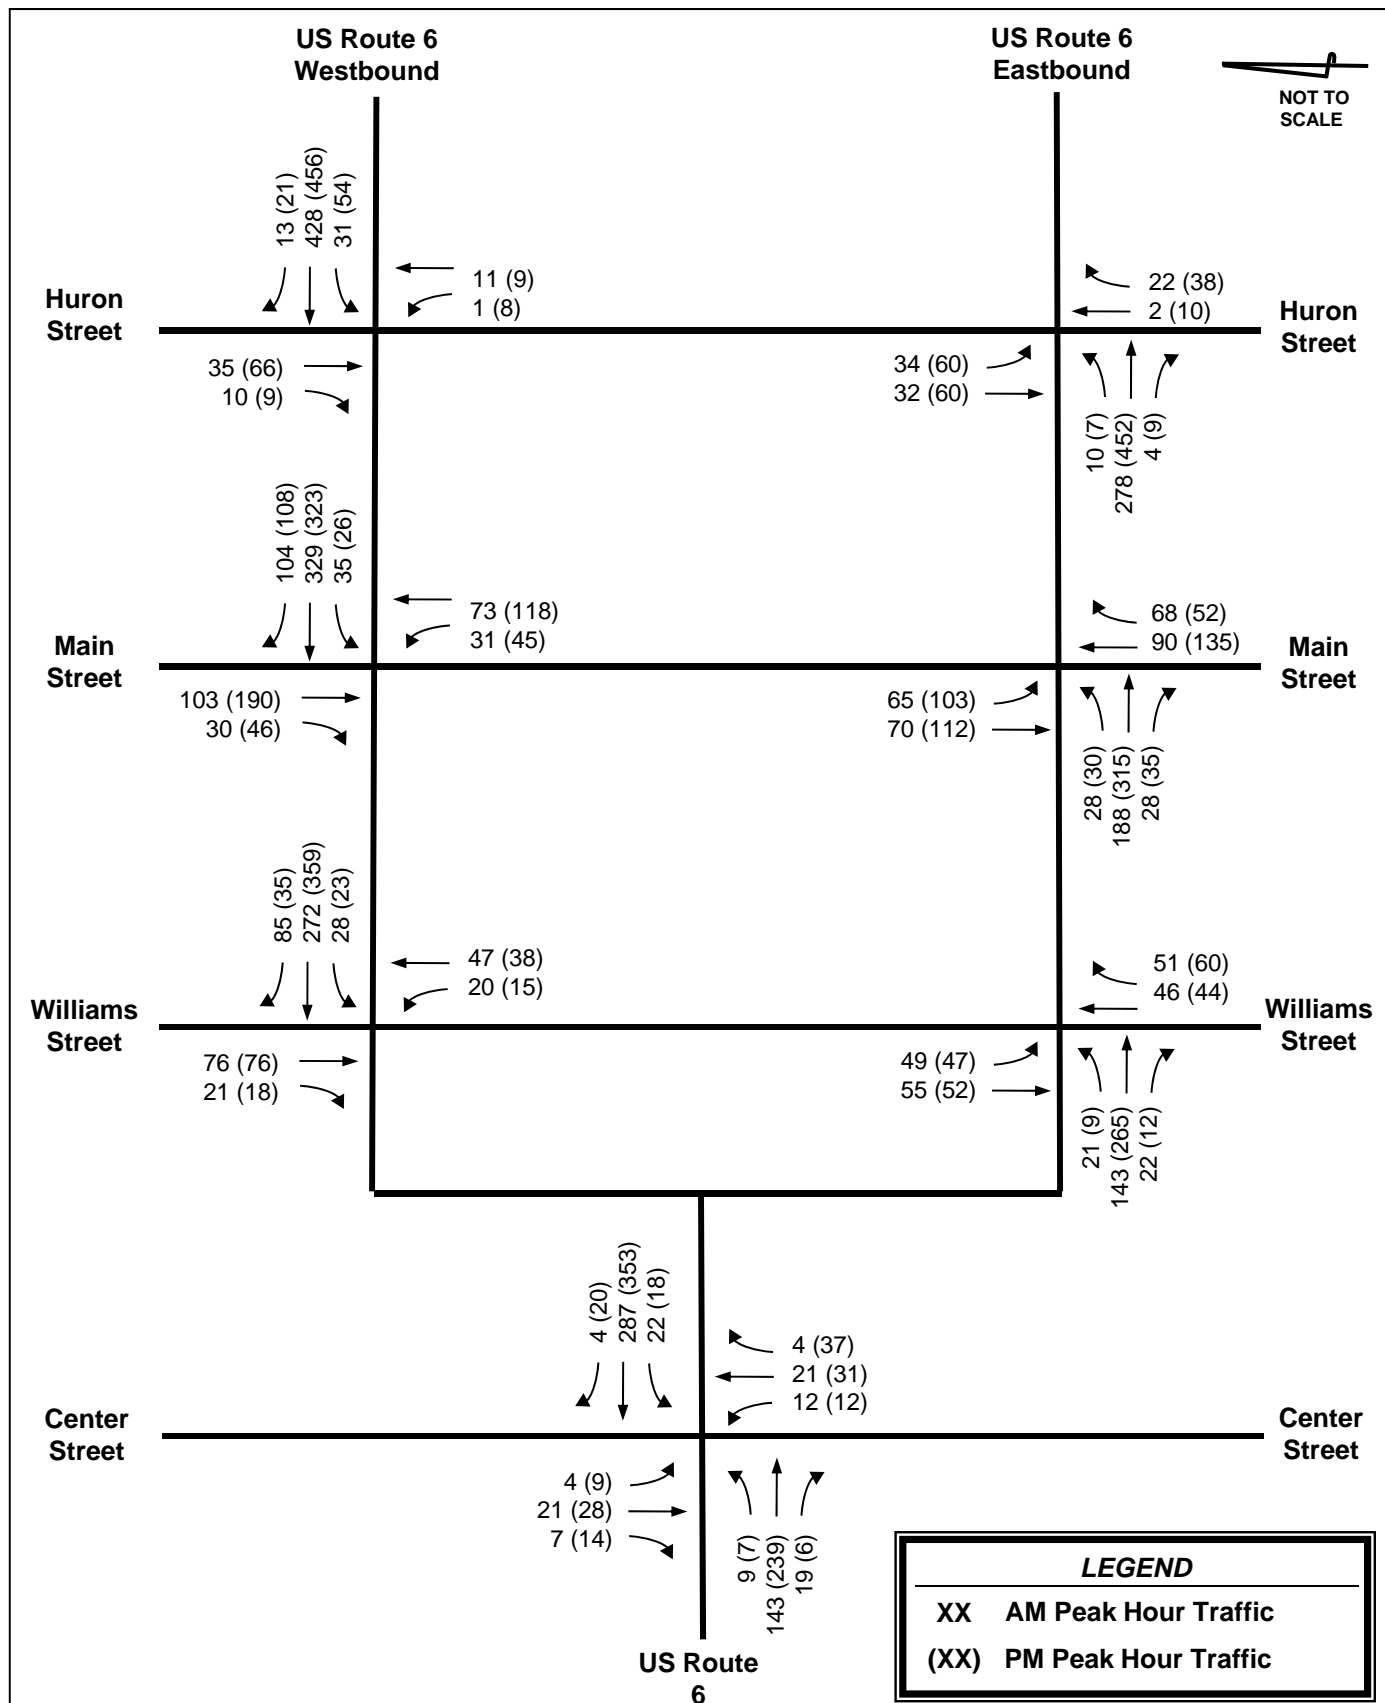 US Route 6
Westbound
US Route 6
Eastbound
NOT TO
SCALE
13 (21)
428 (456)
31 (54)
11 (9)
1 (8)
22 (38)
2 (10)
Huron
Street
Huron
Street
35 (66)
10 (9)
34 (60)
32 (60)
10 (7)
278 (452)
4 (9)
104 (108)
329 (323)
35 (26)
73 (118)
31 (45)
68 (52)
90 (135)
Main
Street
Main
Street
103 (190)
30 (46)
65 (103)
70 (112)
28 (30)
188 (315)
28 (35)
85 (35)
272 (359)
28 (23)
47 (38)
20 (15)
51 (60)
46 (44)
Williams
Street
Williams
Street
76 (76)
21 (18)
49 (47)
55 (52)
21 (9)
143 (265)
22 (12)
4 (20)
287 (353)
22 (18)
4 (37)
21 (31)
12 (12)
Center
Street
Center
Street
4 (9)
21 (28)
7 (14)
9 (7)
143 (239)
19 (6)
US Route
6
LEGEND
XX AM Peak Hour Traffic
(XX) PM Peak Hour Traffic